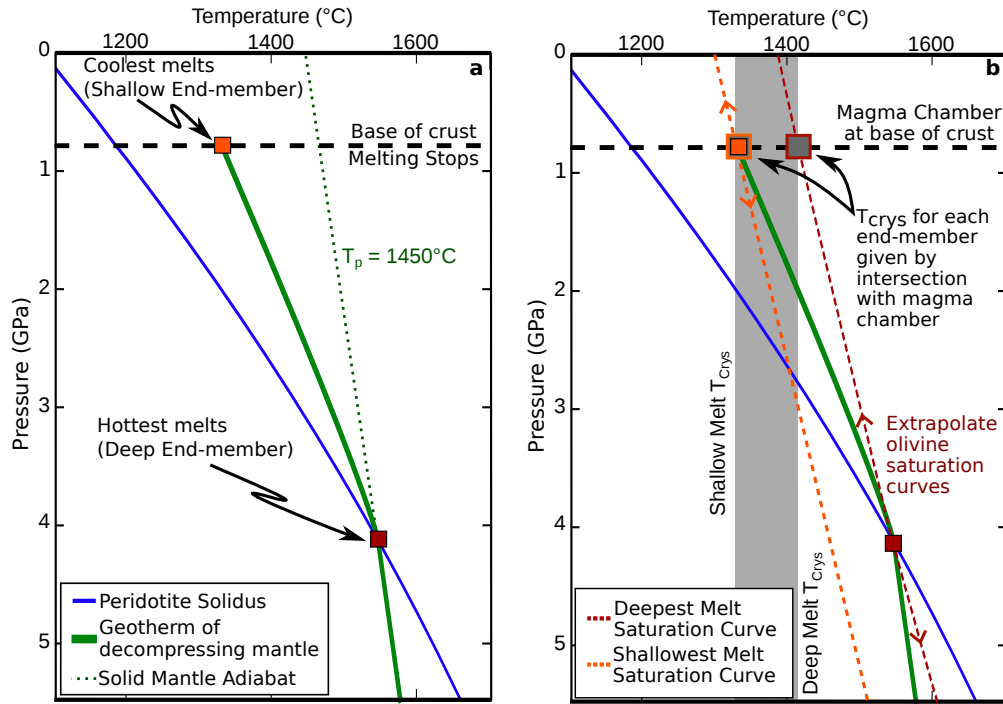 Temperature (°C)
1200 1400 1600
0
1
2
3
4
5
Pressure (GPa)
a
Coolest melts
(Shallow End-member)
Base of crust
Melting Stops
Tp = 1450°C
Hottest melts
(Deep End-member)
Peridotite Solidus
Geotherm of
decompressing mantle
Solid Mantle Adiabat
Temperature (°C)
1200 1400 1600
0
1
2
3
4
5
Pressure (GPa)
b
Magma Chamber
at base of crust
Tcrys for each
end-member
given by
intersection
with magma
chamber
Shallow Melt TCrys
Extrapolate
olivine
saturation
curves
Deep Melt TCrys
Deepest Melt
Saturation Curve
Shallowest Melt
Saturation Curve